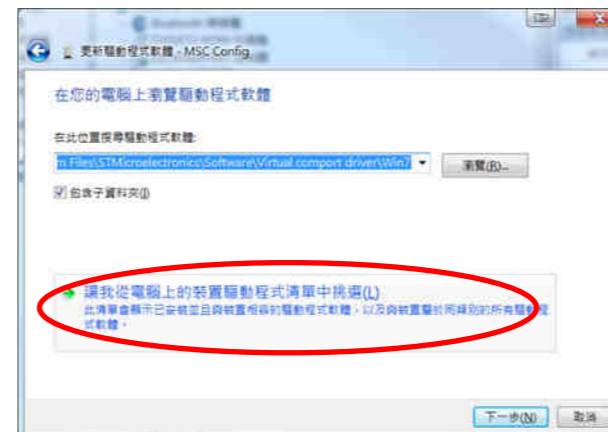 更新驅動程式軟體 - MSC Config
在您的電腦上瀏覽驅動程式軟體
在此位置搜尋驅動程式軟體:
m Files\STMicroelectronics\Software\Virtual comport driver\Win7
瀏覽(R)...
包含子資料夾(I)
讓我從電腦上的裝置驅動程式清單中挑選(L)
此清單會顯示已安裝並且與裝置相容的驅動程式軟體，以及與裝置屬於同類別的所有驅動程
式軟體。
下一步(N)
取消